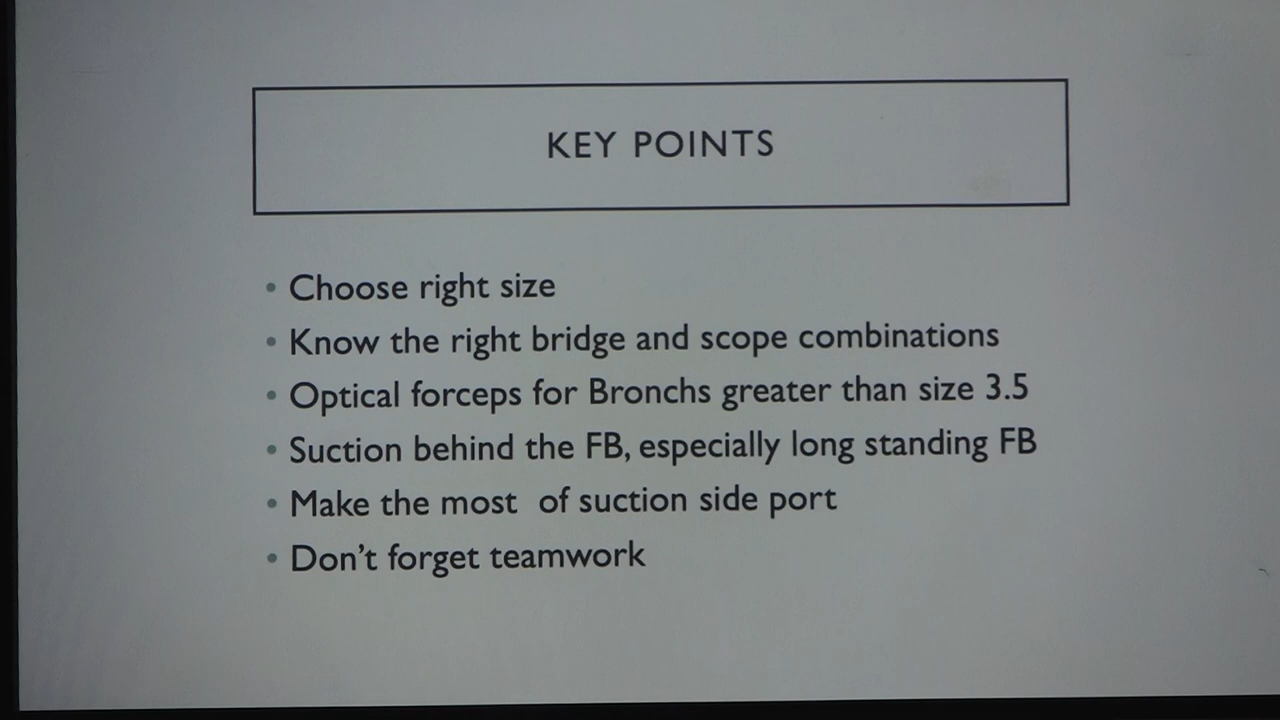 KEY POINTS
• Choose right size
• Know the right bridge and scope combinations
• Optical forceps for Bronchs greater than size 3.5
• Suction behind the FB, especially long standing FB
• Make the most  of suction side port
• Don't forget teamwork